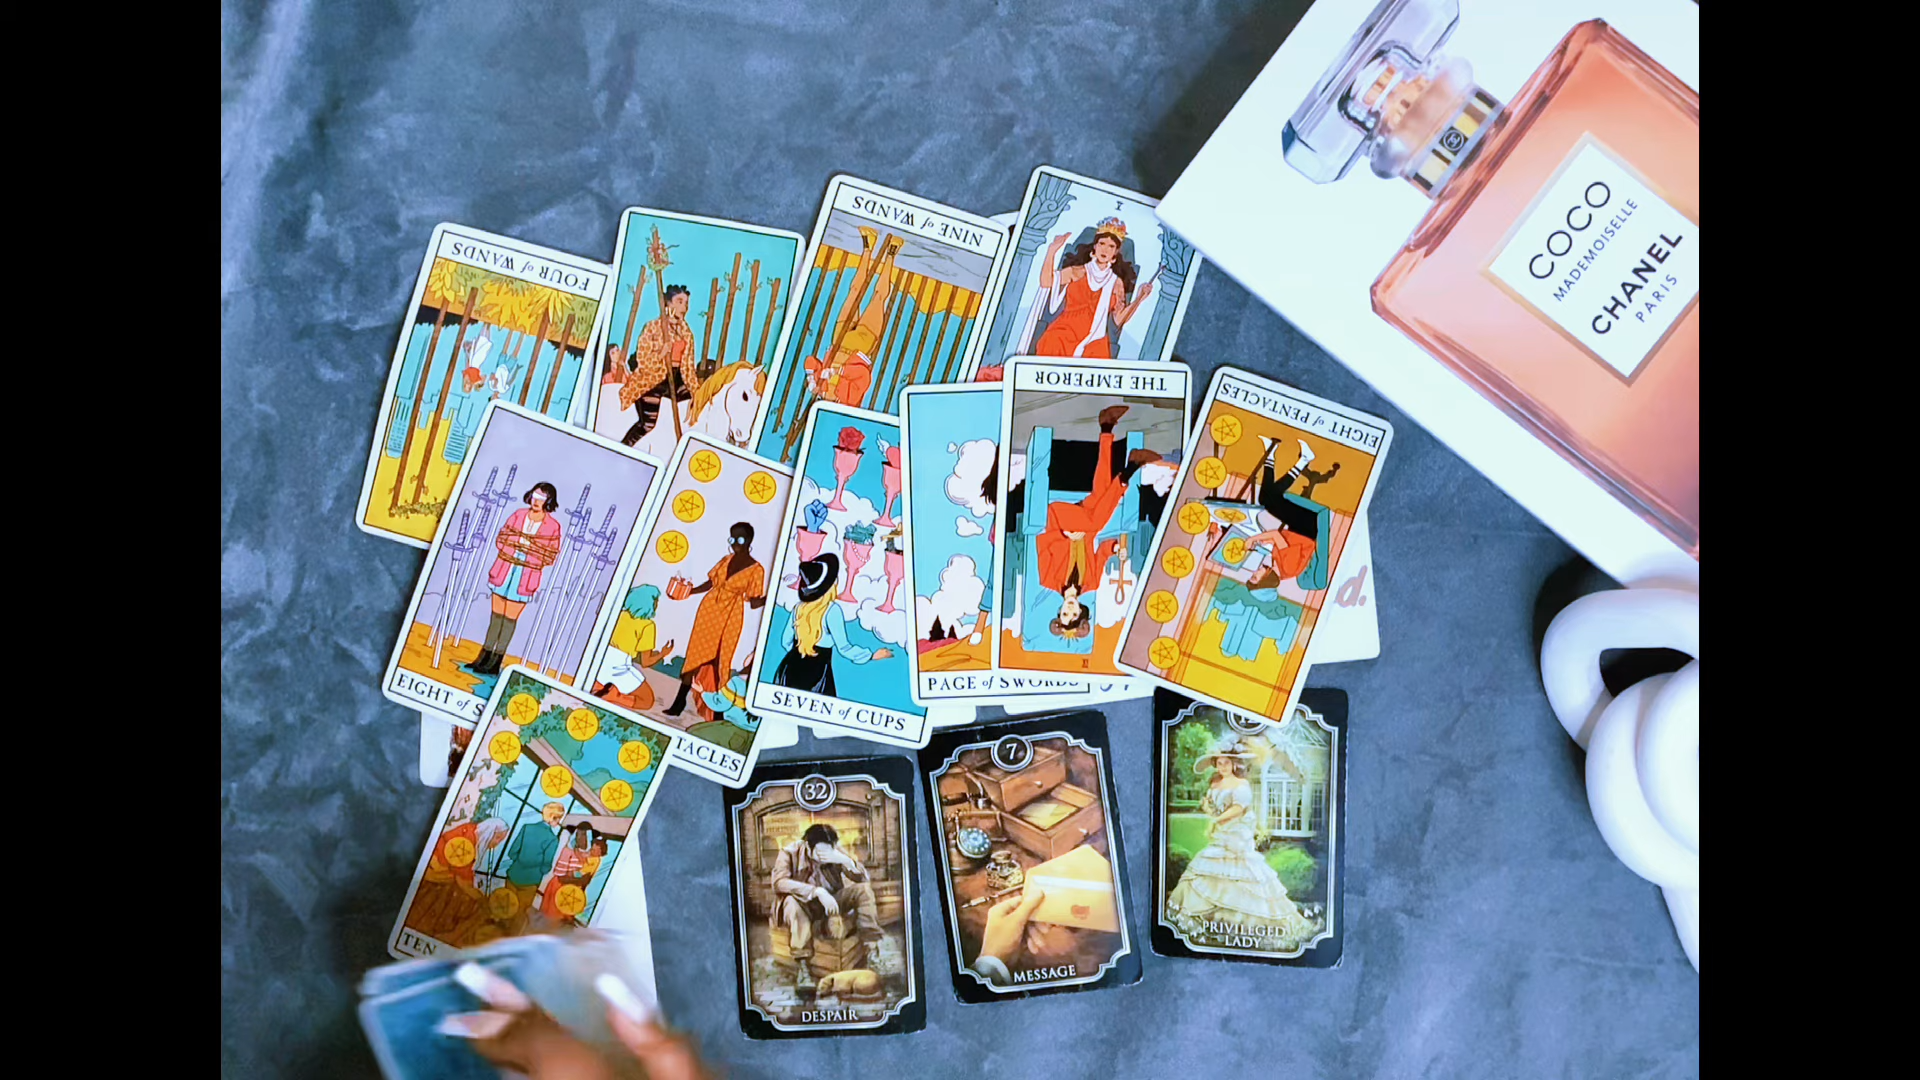 FOUR of WANDS
NINE of WANDS
I
THE EMPEROR
EIGHT of PENTACLES
COCO
MADEMOISELLE
CHANEL
PARIS
EIGHT of S
TACLES
SEVEN of CUPS
PAGE of SWORDS
d.
TEN
32
DESPAIR
7
MESSAGE
PRIVILEGED
LADY